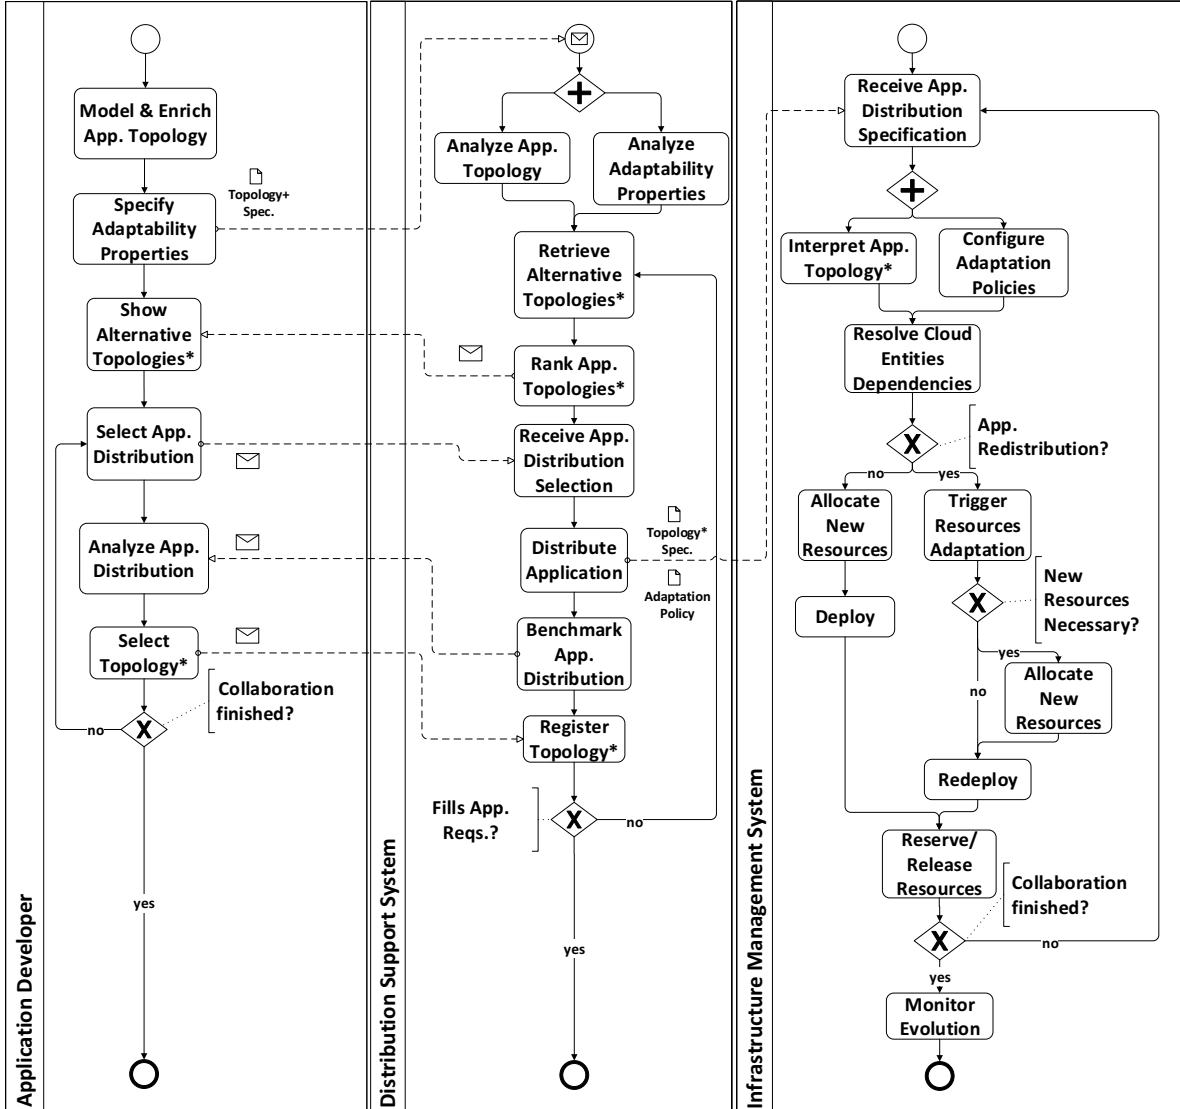 Application Developer
Model & Enrich
App. Topology
Specify
Adaptability
Properties
Topology+
Spec.
Show
Alternative
Topologies*
Select App.
Distribution
Analyze App.
Distribution
Select
Topology*
Collaboration
finished?
no
yes
Distribution Support System
Analyze App.
Topology
Analyze
Adaptability
Properties
Retrieve
Alternative
Topologies*
Rank App.
Topologies*
Receive App.
Distribution
Selection
Distribute
Application
Topology*
Spec.
Adaptation
Policy
Benchmark
App.
Distribution
Register
Topology*
Fills App.
Reqs.?
no
yes
Infrastructure Management System
Receive App.
Distribution
Specification
Interpret App.
Topology*
Configure
Adaptation
Policies
Resolve Cloud
Entities
Dependencies
App.
Redistribution?
no
yes
Allocate
New
Resources
Trigger
Resources
Adaptation
Deploy
New
Resources
Necessary?
yes
no
Allocate
New
Resources
Redeploy
Reserve/
Release
Resources
Collaboration
finished?
no
yes
Monitor
Evolution